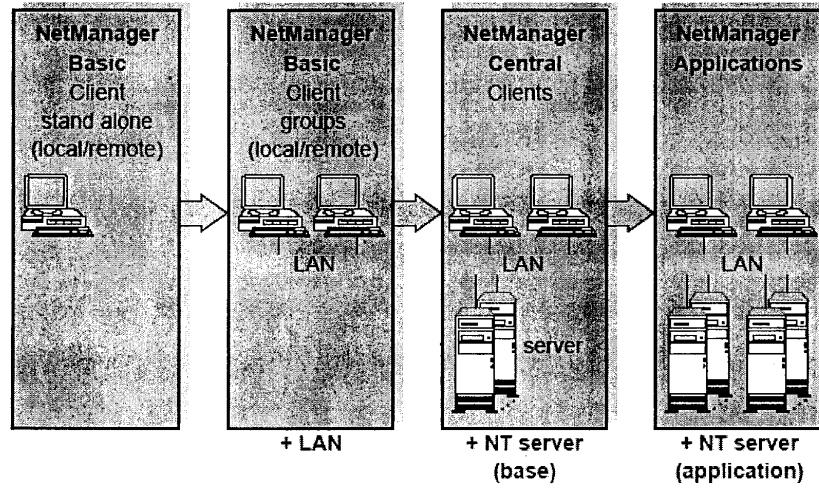 NetManager
Basic
Client
stand alone
(local/remote)
NetManager
Basic
Client
groups
(local/remote)
LAN
+ LAN
NetManager
Central
Clients
LAN
server
+ NT server
(base)
NetManager
Applications
LAN
+ NT server
(application)